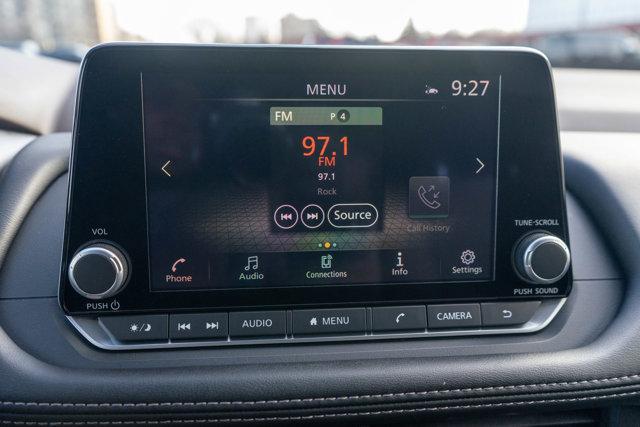 MENU 9:27
FM P 4
97.1
FM
97.1
Rock
Source
Call History
VOL
TUNE-SCROLL
Phone Audio Connections Info Settings
PUSH
PUSH SOUND
AUDIO MENU CAMERA